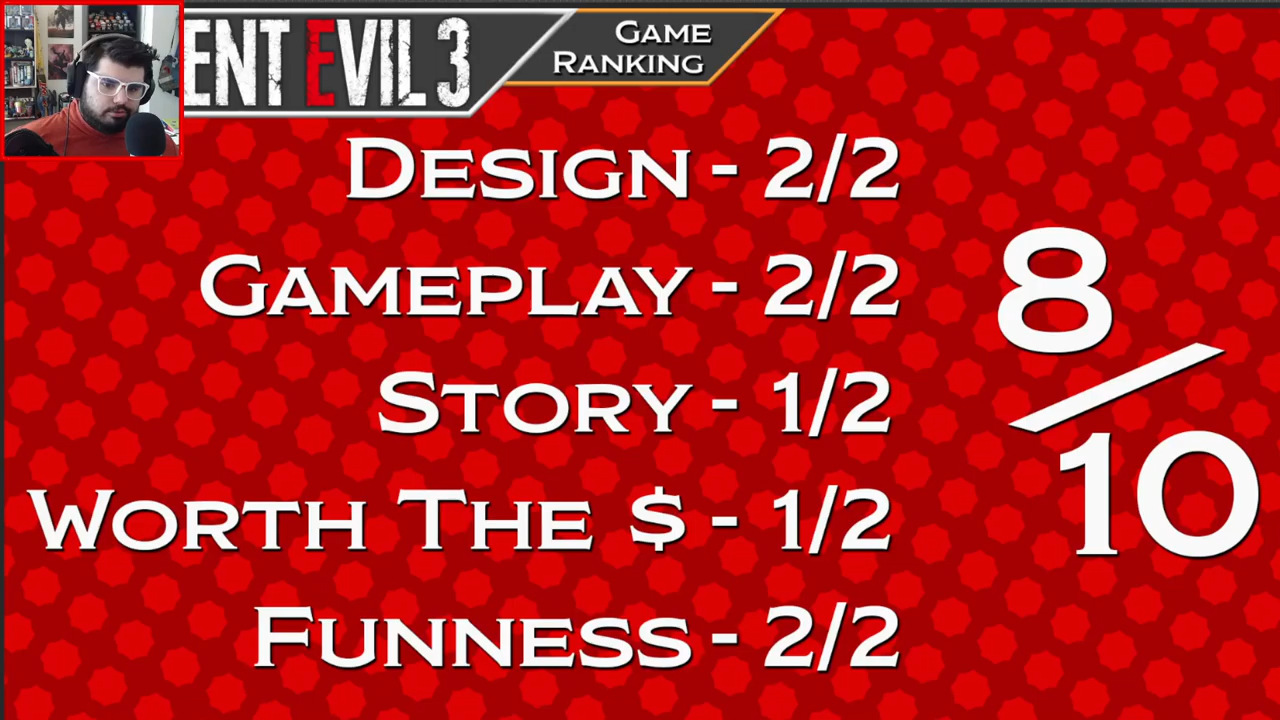 ENT EVIL 3
GAME
RANKING
DESIGN - 2/2
GAMEPLAY - 2/2
STORY - 1/2
WORTH THE $ - 1/2
FUNNESS - 2/2
8/10